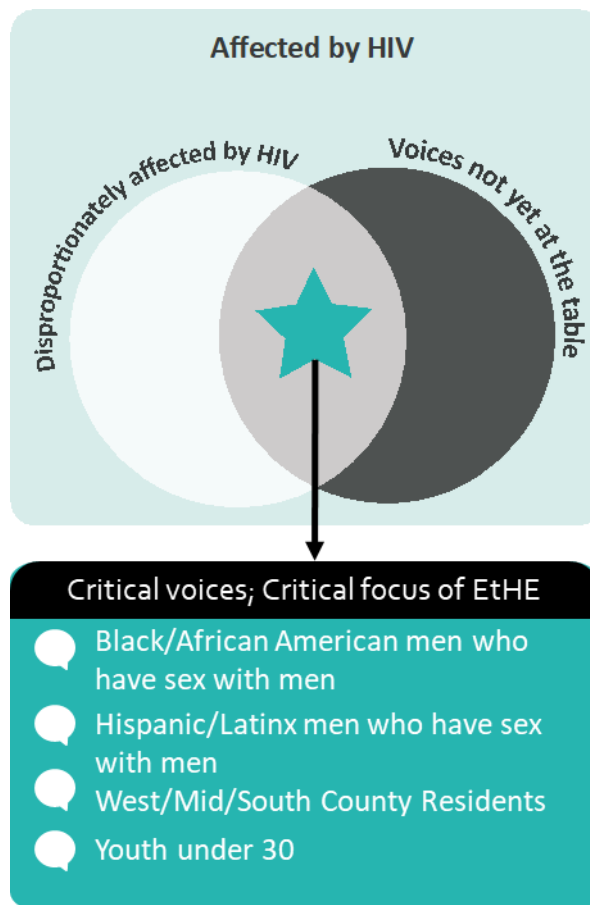 Affected by HIV
Disproportionately affected by HIV
Voices not yet at the table
Critical voices; Critical focus of EtHE
Black/African American men who
have sex with men
Hispanic/Latinx men who have sex
with men
West/Mid/South County Residents
Youth under 30